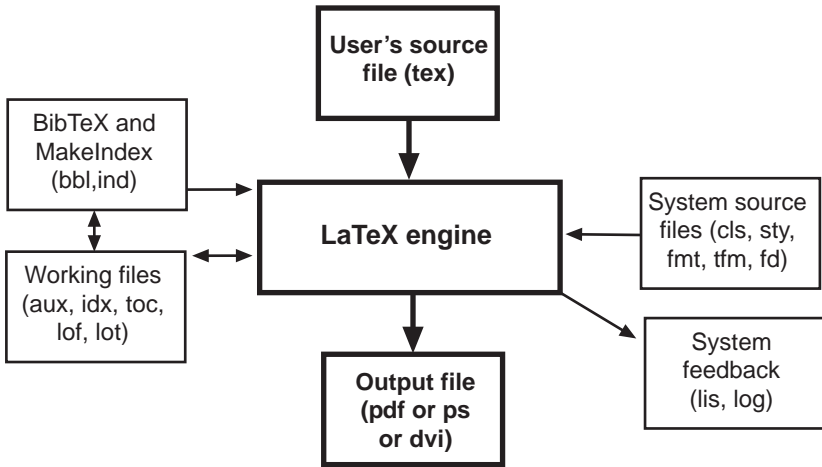 User’s source
file (tex)
BibTeX and
MakeIndex
(bbl,ind)
LaTeX engine
System source
files (cls, sty,
fmt, tfm, fd)
Working files
(aux, idx, toc,
lof, lot)
Output file
(pdf or ps
or dvi)
System
feedback
(lis, log)